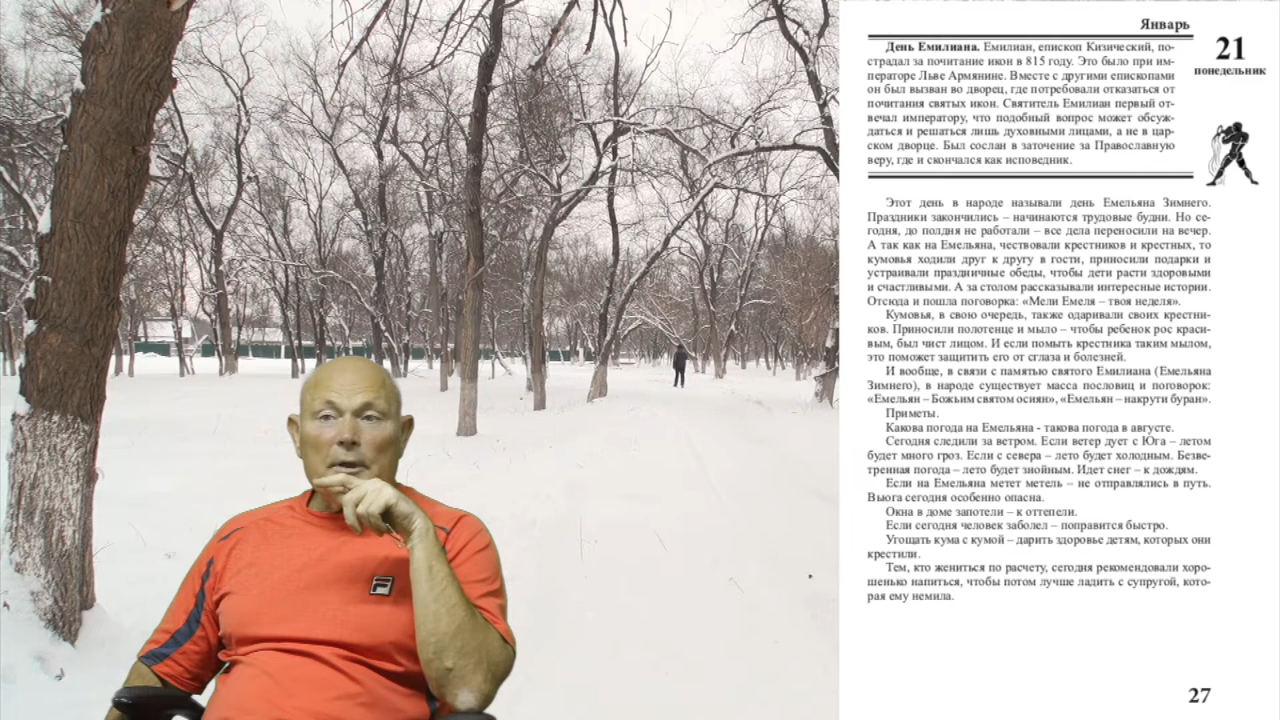 Январь
21
понедельник
День Емилиана. Емилиан, епископ Кизический, по-
страдал за почитание икон в 815 году. Это было при им-
ператоре Льве Армянине. Вместе с другими епископами
он был вызван во дворец, где потребовали отказаться от
почитания святых икон. Святитель Емилиан первый от-
вечал императору, что подобный вопрос может обсуж-
даться и решаться лишь духовными лицами, а не в цар-
ском дворце. Был сослан в заточение за Православную
веру, где и скончался как исповедник.
Этот день в народе называли день Емельяна Зимнего.
Праздники закончились – начинаются трудовые будни. Но се-
годня, до полдня не работали – все дела переносили на вечер.
А так как на Емельяна, чествовали крестников и крестных, то
кумовья ходили друг к другу в гости, приносили подарки и
устраивали праздничные обеды, чтобы дети расти здоровыми
и счастливыми. А за столом рассказывали интересные истории.
Отсюда и пошла поговорка: «Мели Емеля – твоя неделя».
Кумовья, в свою очередь, также одаривали своих крестни-
ков. Приносили полотенце и мыло – чтобы ребенок рос краси-
вым, был чист лицом. И если помыть крестника таким мылом,
это поможет защитить его от сглаза и болезней.
И вообще, в связи с памятью святого Емилиана (Емельяна
Зимнего), в народе существует масса пословиц и поговорок:
«Емельян – Божьим святом осиян», «Емельян – накрути буран».
Приметы.
Какова погода на Емельяна - такова погода в августе.
Сегодня следили за ветром. Если ветер дует с Юга – летом
будет много гроз. Если с севера – лето будет холодным. Безве-
тренная погода – лето будет знойным. Идет снег – к дождям.
Если на Емельяна метет метель – не отправлялись в путь.
Вьюга сегодня особенно опасна.
Окна в доме запотели – к оттепели.
Если сегодня человек заболел – поправится быстро.
Угощать кума с кумой – дарить здоровье детям, которых они
крестили.
Тем, кто жениться по расчету, сегодня рекомендовали хоро-
шенько напиться, чтобы потом лучше ладить с супругой, кото-
рая ему немила.
27